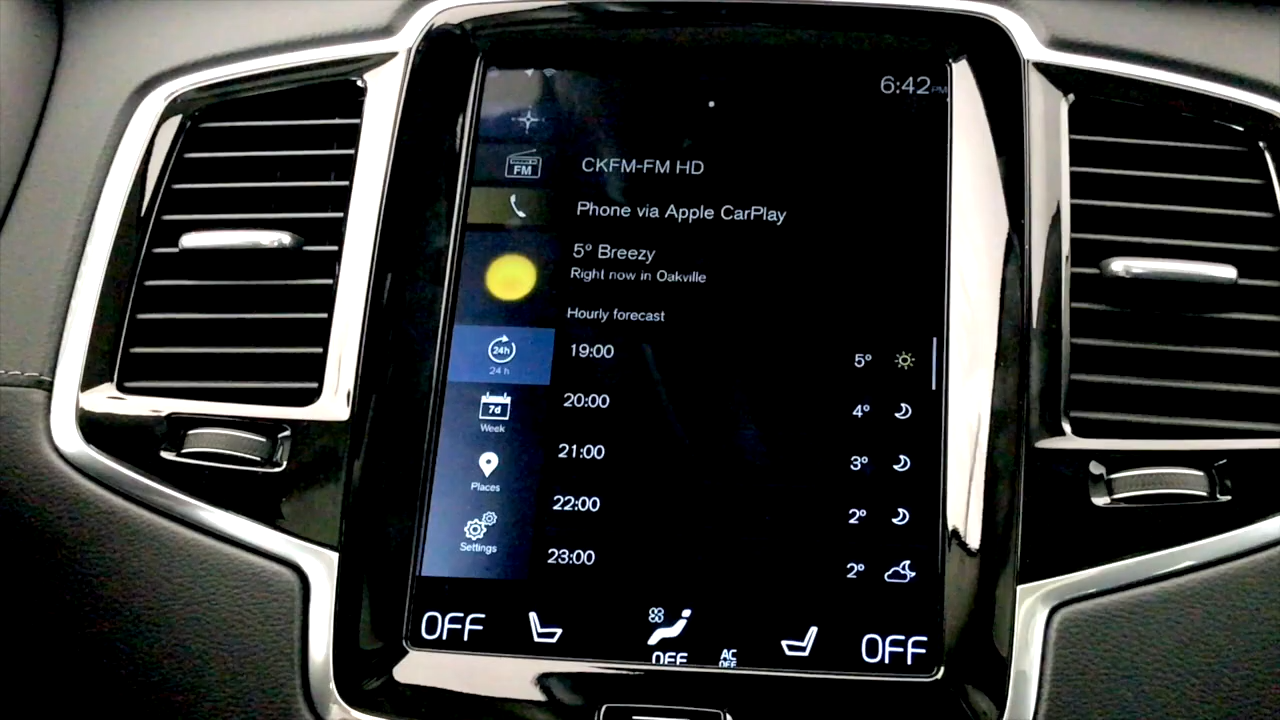 6:42 PM
FM
CKFM-FM HD
Phone via Apple CarPlay
5° Breezy
Right now in Oakville
Hourly forecast
24h
24 h
19:00 5°
7d
Week
20:00 4°
21:00 3°
Places
22:00 2°
Settings
23:00 2°
OFF
OFF
AC
OFF
OFF